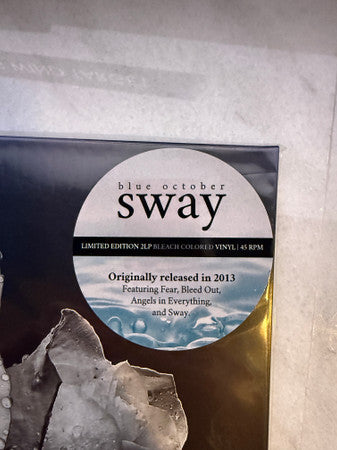 blue october
sway
LIMITED EDITION 2LP BLEACH COLORED VINYL | 45 RPM
Originally released in 2013
Featuring Fear, Bleed Out,
Angels in Everything,
and Sway.